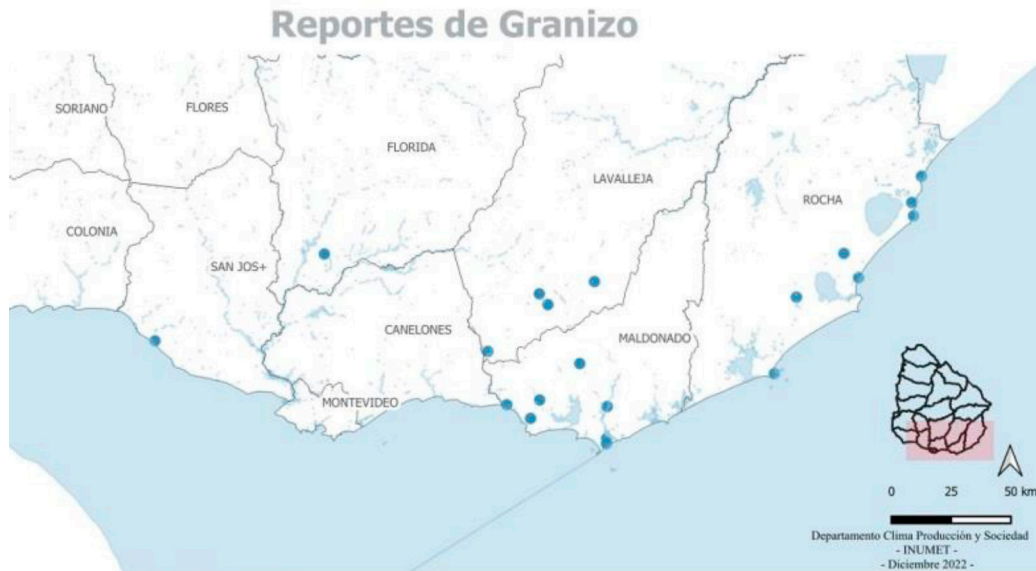 Reportes de Granizo
SORIANO
FLORES
FLORIDA
LAVALLEJA
ROCHA
COLONIA
SAN JOS+
CANELONES
MALDONADO
MONTEVIDEO
0 25 50 km
Departamento Clima Producción y Sociedad
- INUMET -
- Diciembre 2022 -